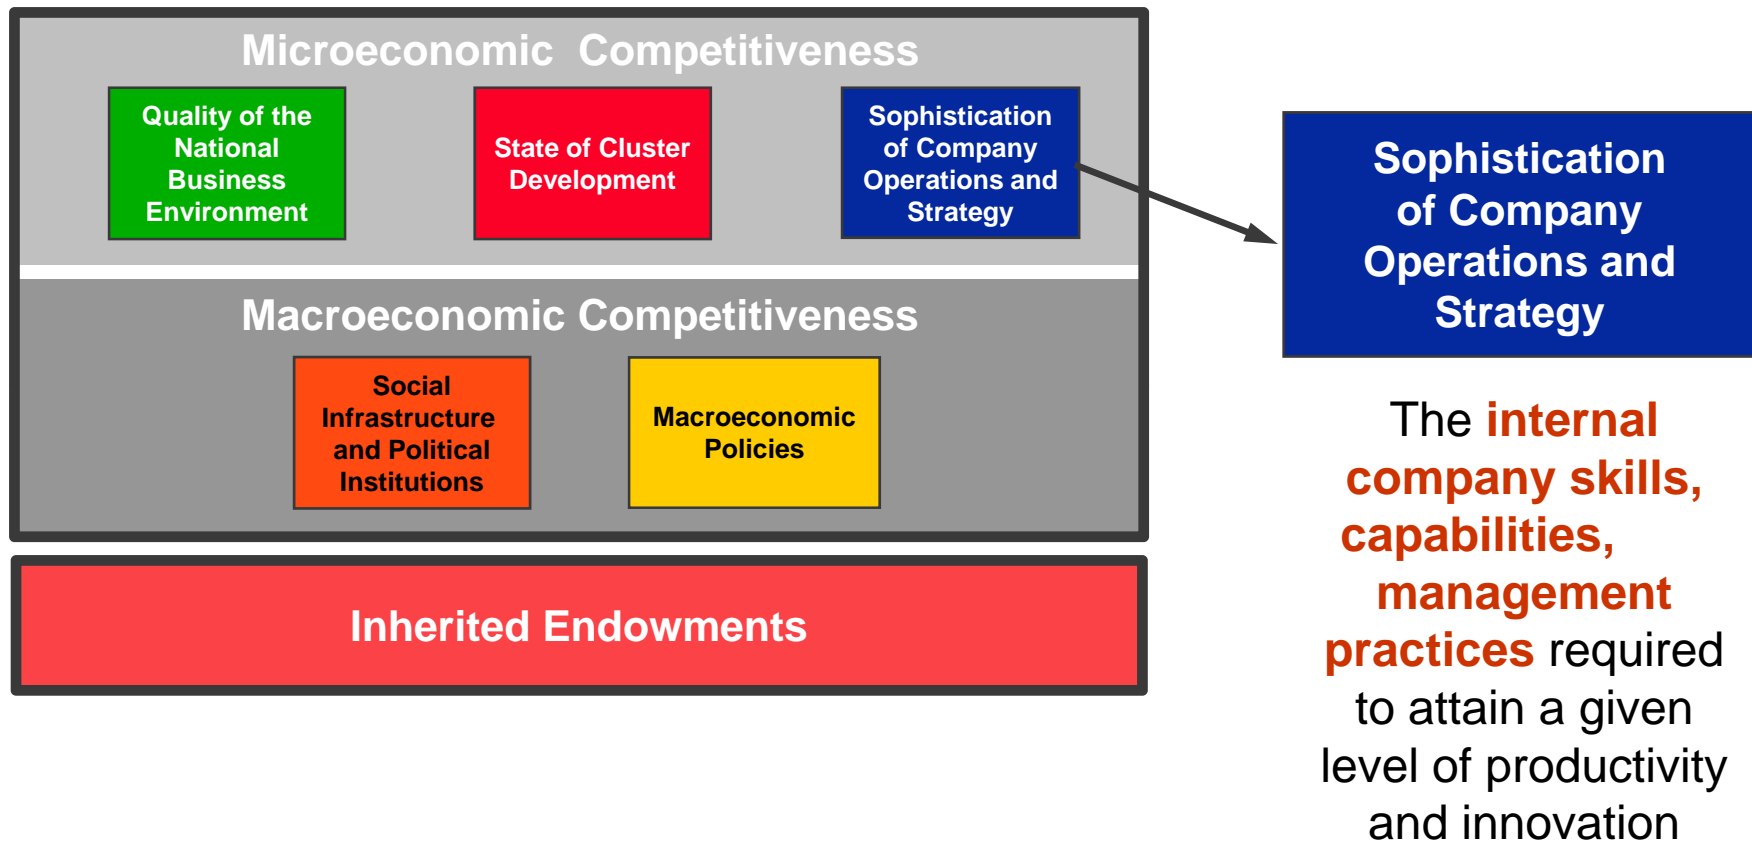 Microeconomic Competitiveness
Quality of the
National
Business
Environment
State of Cluster
Development
Sophistication
of Company
Operations and
Strategy
Macroeconomic Competitiveness
Social
Infrastructure
and Political
Institutions
Macroeconomic
Policies
Inherited Endowments
Sophistication
of Company
Operations and
Strategy
The internal
company skills,
capabilities,
management
practices required
to attain a given
level of productivity
and innovation